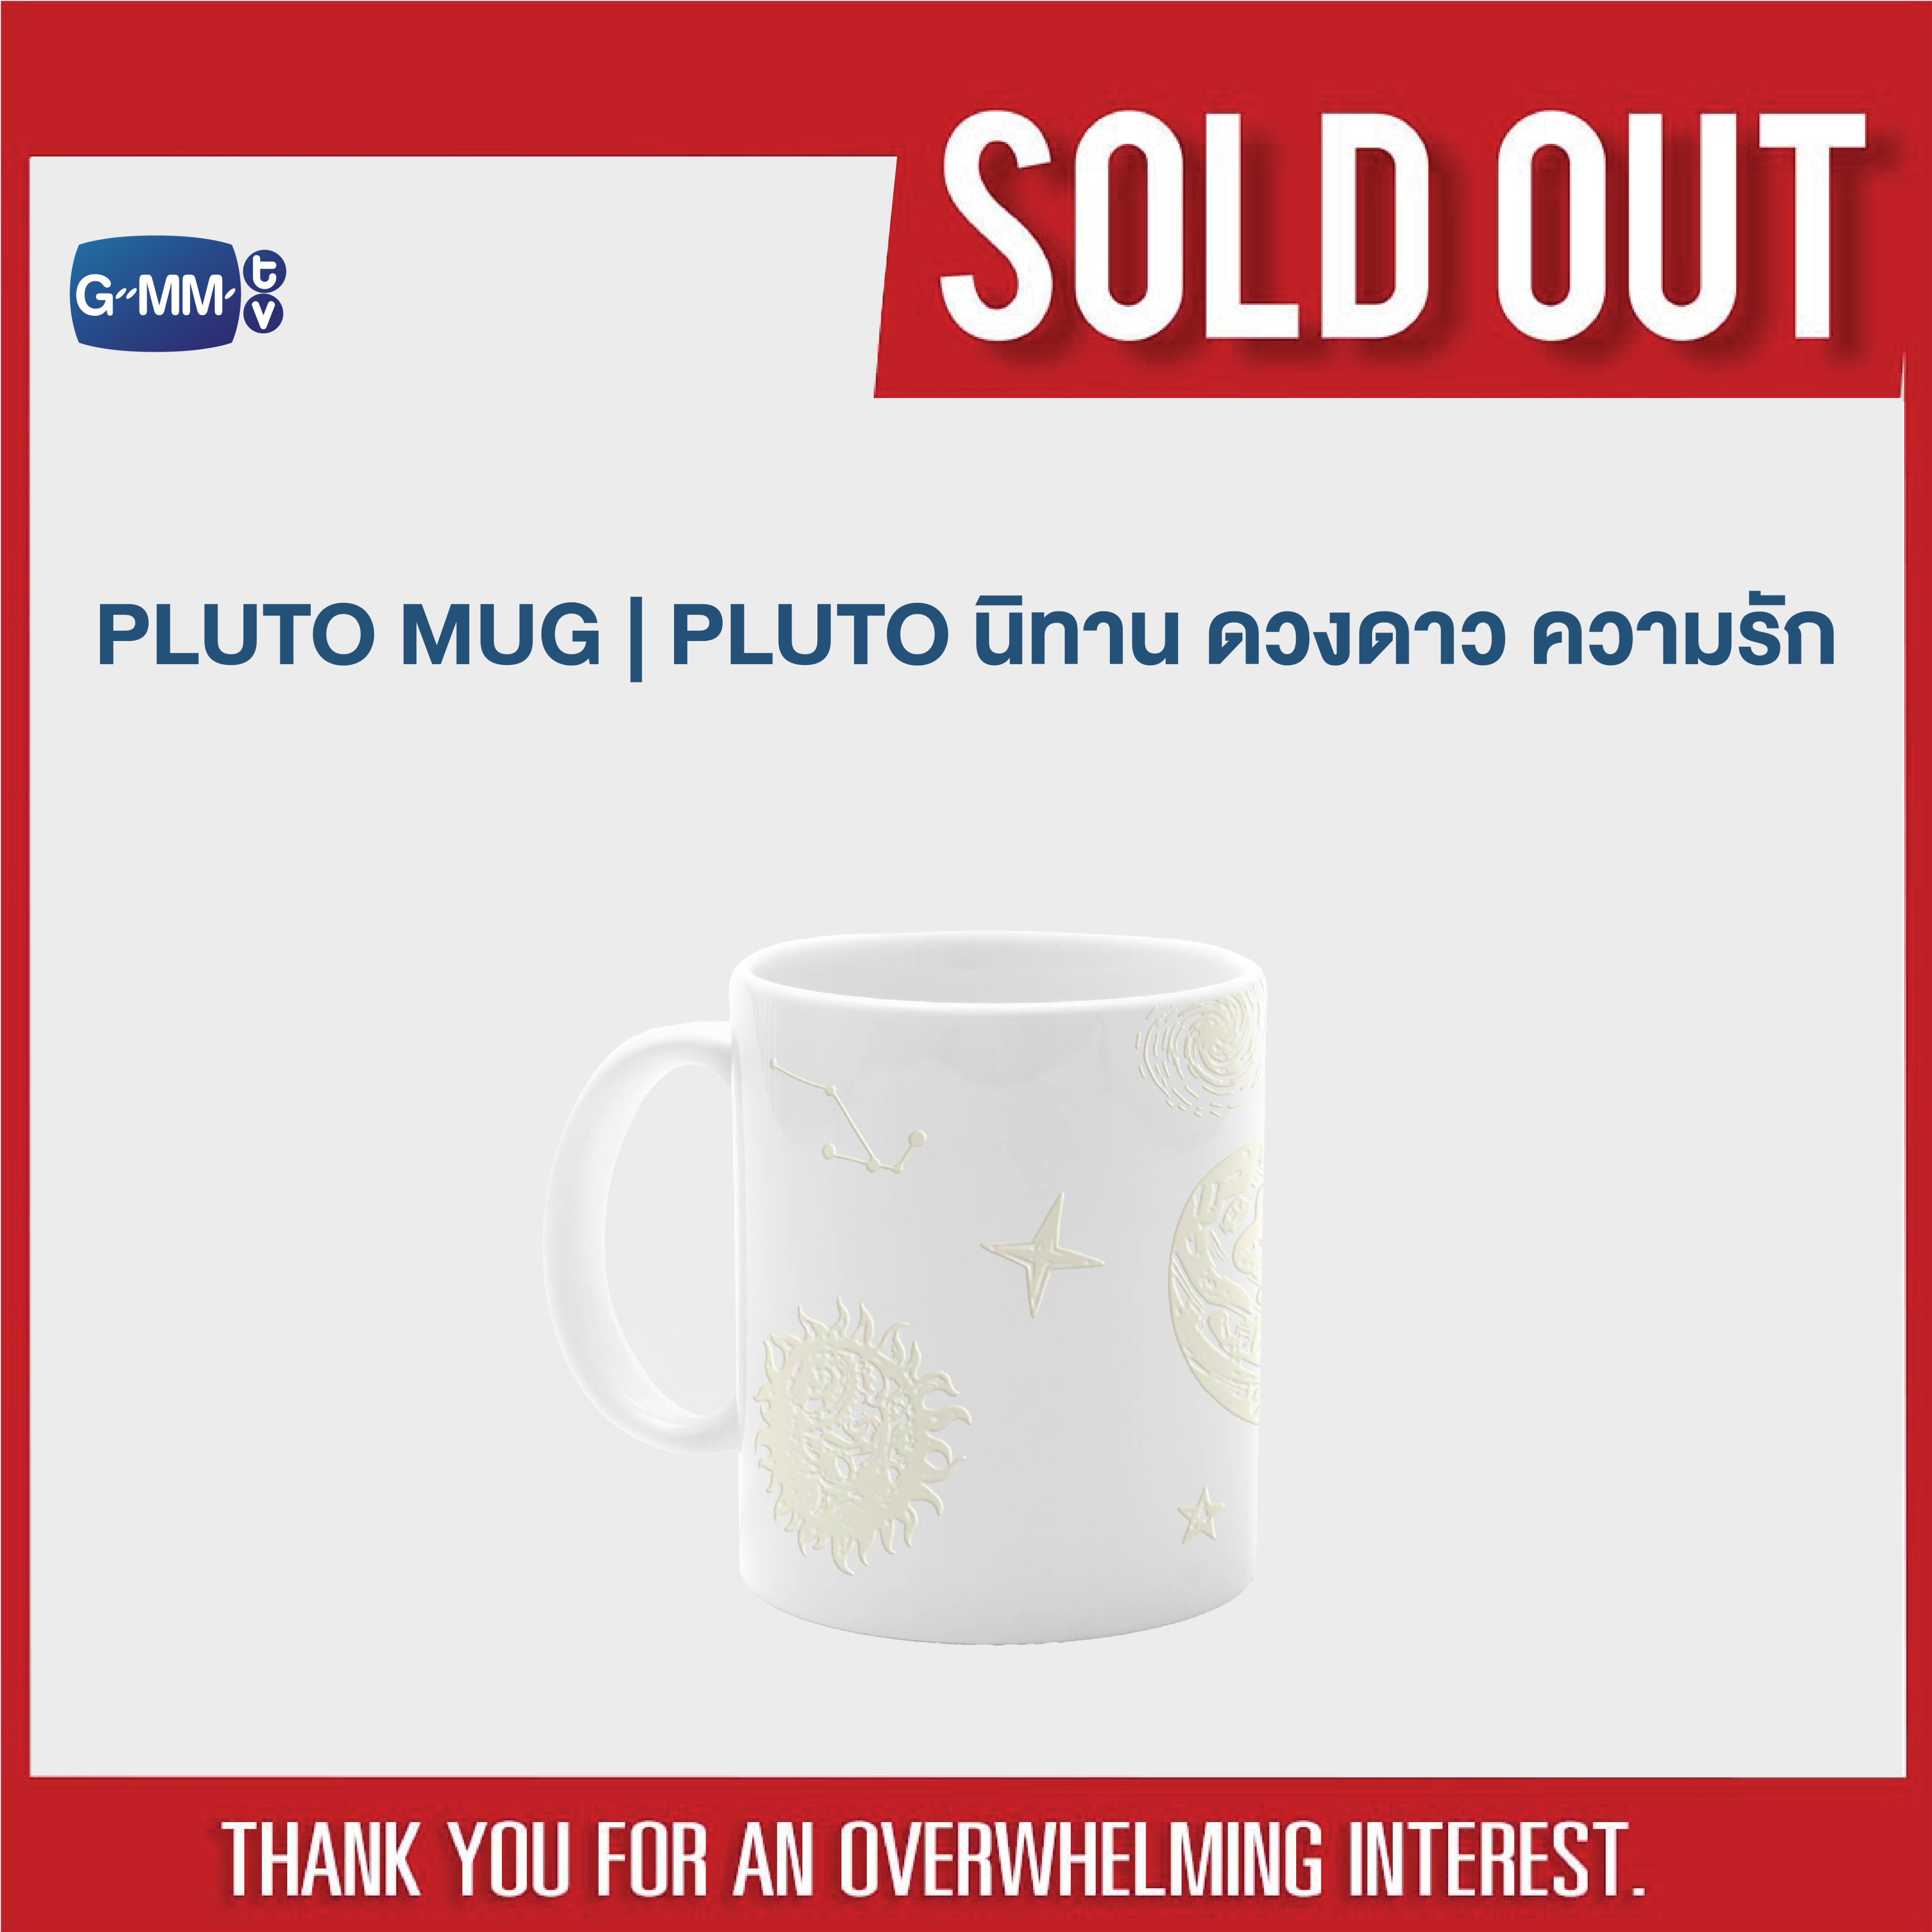 SOLD OUT
GMM tv
PLUTO MUG | PLUTO นิทาน ดวงดาว ความรัก
THANK YOU FOR AN OVERWHELMING INTEREST.